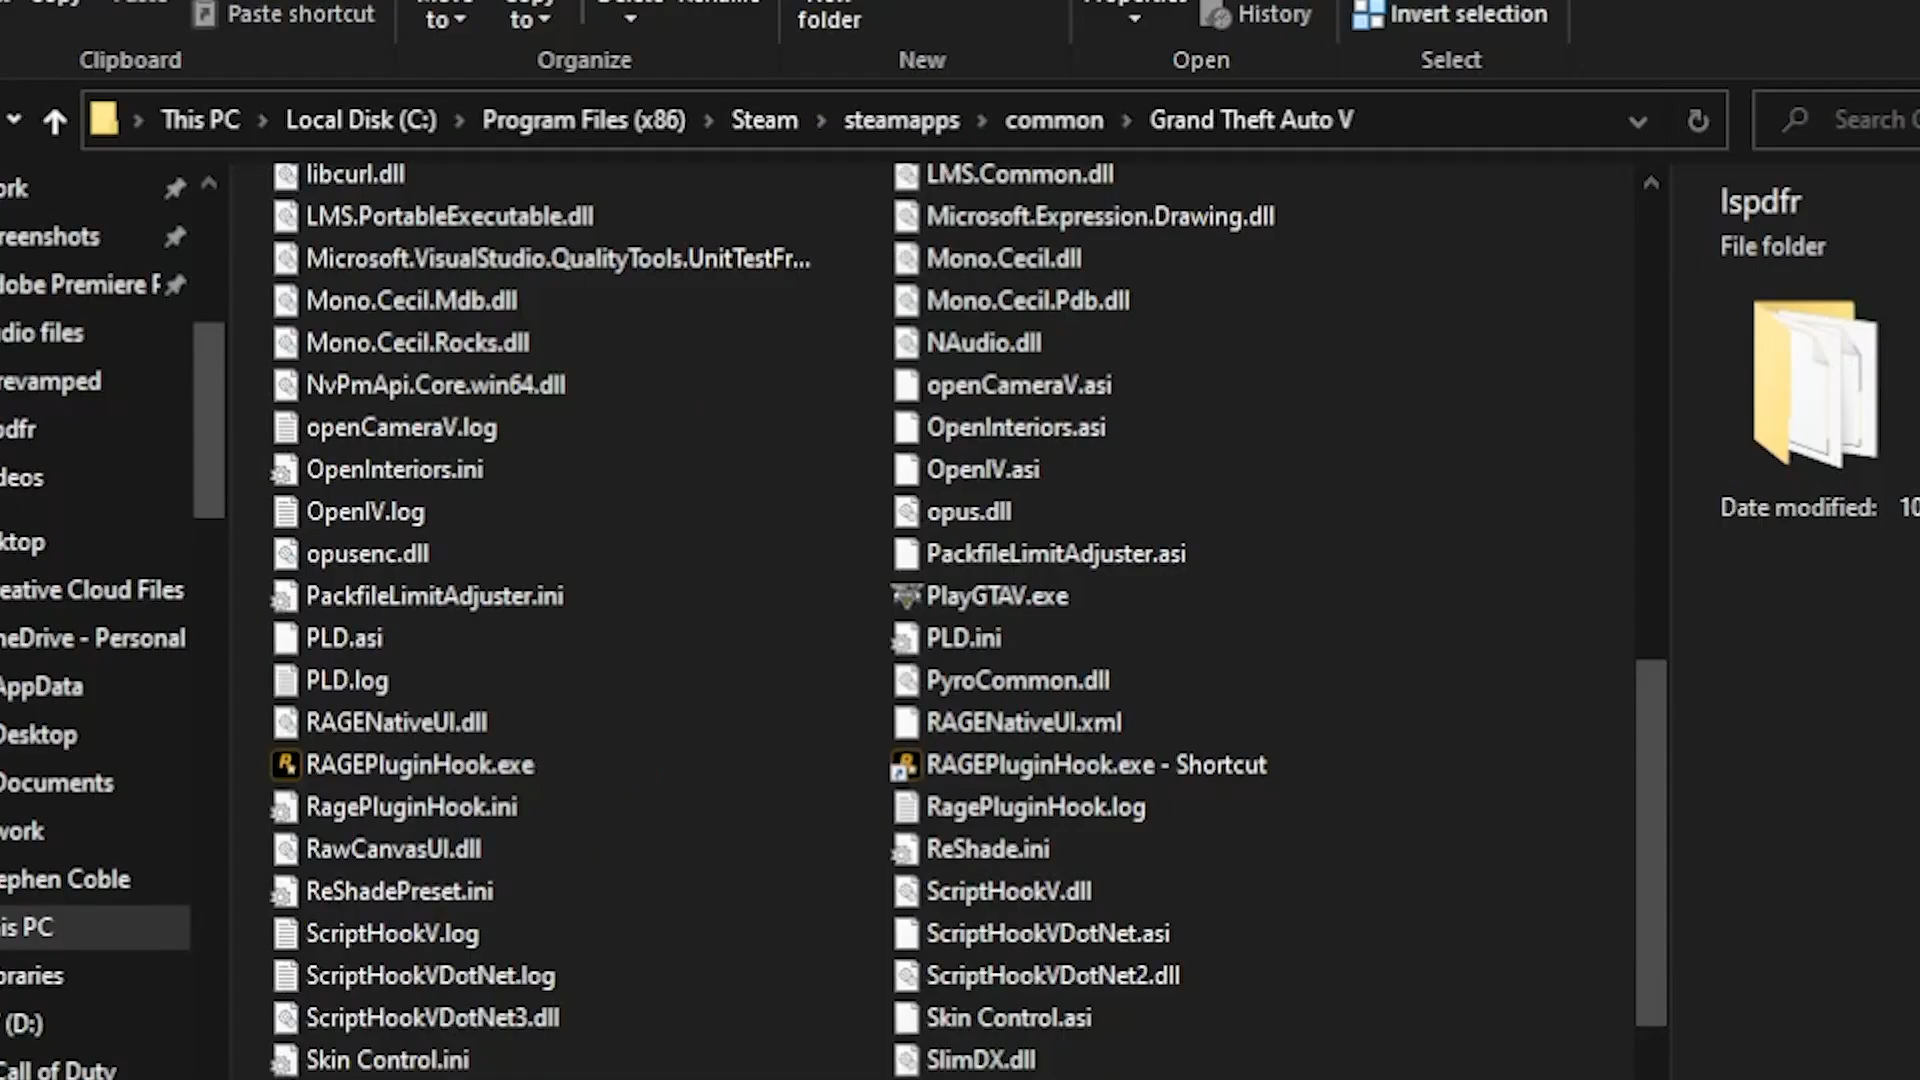 Paste shortcut
to
to
folder
History
Invert selection
Clipboard
Organize
New
Open
Select
This PC > Local Disk (C:) > Program Files (x86) > Steam > steamapps > common > Grand Theft Auto V
Search
ork
reenshots
dobe Premiere P
dio files
revamped
pdfr
deos
ktop
eative Cloud Files
neDrive - Personal
AppData
Desktop
Documents
work
ephen Coble
is PC
braries
(D:)
Call of Duty
libcurl.dll
LMS.Common.dll
LMS.PortableExecutable.dll
Microsoft.Expression.Drawing.dll
Microsoft.VisualStudio.QualityTools.UnitTestFr...
Mono.Cecil.dll
Mono.Cecil.Mdb.dll
Mono.Cecil.Pdb.dll
Mono.Cecil.Rocks.dll
NAudio.dll
NvPmApi.Core.win64.dll
openCameraV.asi
openCameraV.log
OpenInteriors.asi
OpenInteriors.ini
OpenIV.asi
OpenIV.log
opus.dll
opusenc.dll
PackfileLimitAdjuster.asi
PackfileLimitAdjuster.ini
PlayGTAV.exe
PLD.asi
PLD.ini
PLD.log
PyroCommon.dll
RAGENativeUI.dll
RAGENativeUI.xml
RAGEPluginHook.exe
RAGEPluginHook.exe - Shortcut
RagePluginHook.ini
RagePluginHook.log
RawCanvasUI.dll
ReShade.ini
ReShadePreset.ini
ScriptHookV.dll
ScriptHookV.log
ScriptHookVDotNet.asi
ScriptHookVDotNet.log
ScriptHookVDotNet2.dll
ScriptHookVDotNet3.dll
Skin Control.asi
Skin Control.ini
SlimDX.dll
lspdfr
File folder
Date modified: 10